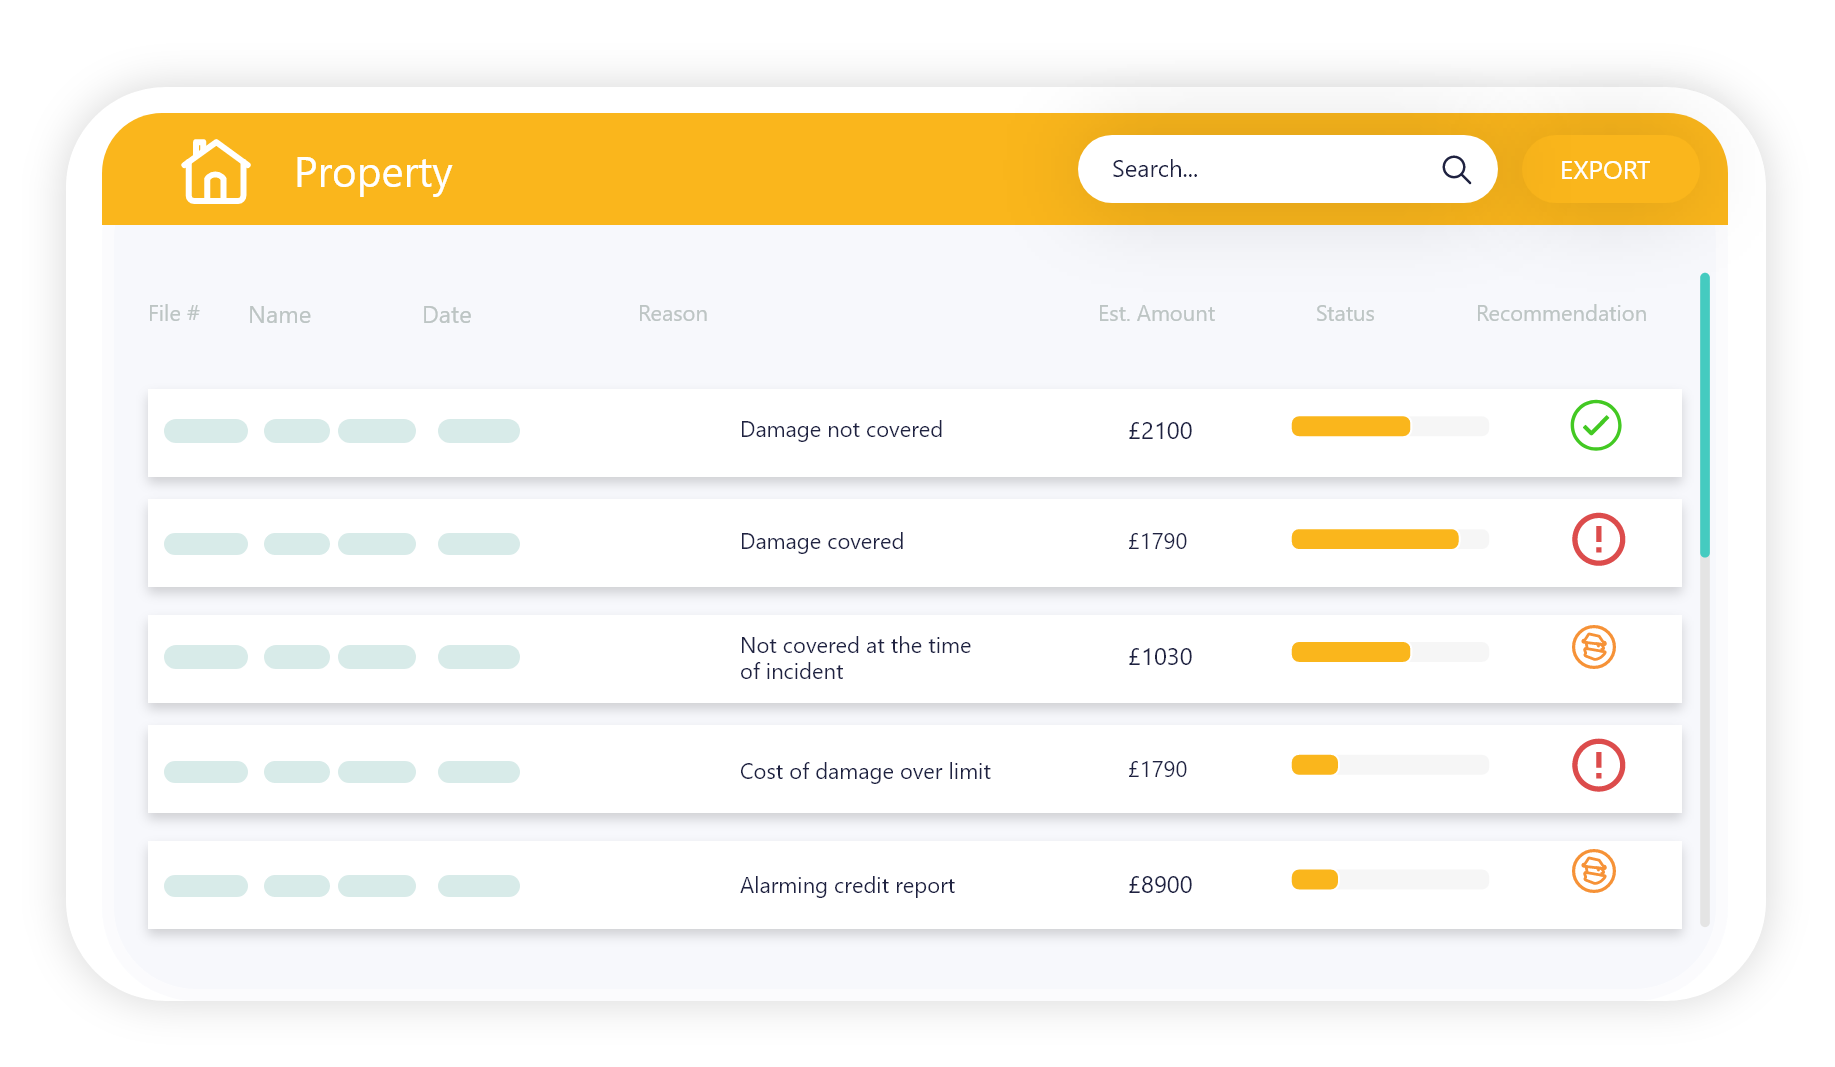 Property
Search...
EXPORT
File # Name Date Reason Est. Amount Status Recommendation
Damage not covered £2100
Damage covered £1790
Not covered at the time
of incident
£1030
Cost of damage over limit £1790
Alarming credit report £8900